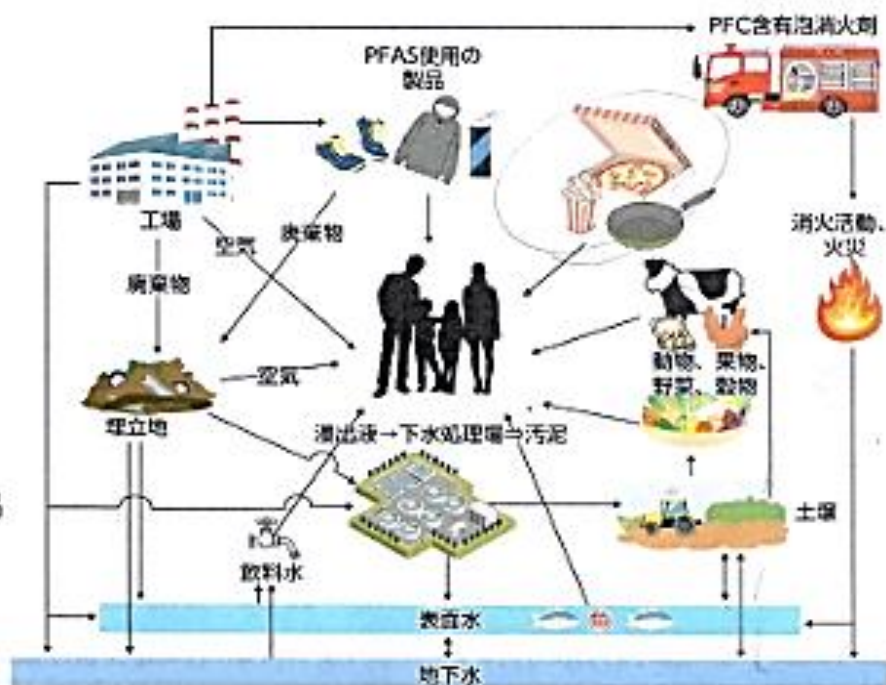 PFC含有泡消火剤
PFAS使用の
製品
工場
空気
廃棄物
廃棄物
消火活動、
火災
動物、果物、
野菜、穀物
空気
埋立地
浸出液→下水処理場⇒汚泥
土壌
飲料水
表面水
地下水